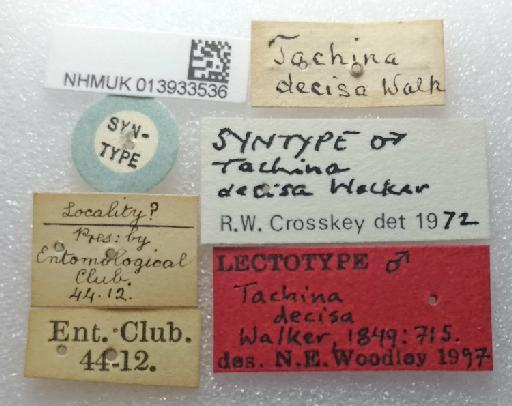 NHMUK 013933536
Tachina
decisa Walk
SYN-
TYPE
SYNTYPE ♂
Tachina
decisa Walker
R.W. Crosskey det 1972
Locality?
Pres: by
Entomological
Club.
44.12.
LECTOTYPE ♂
Tachina
decisa
Walker, 1849:715.
des. N.E. Woodley 1997
Ent. Club.
44-12.